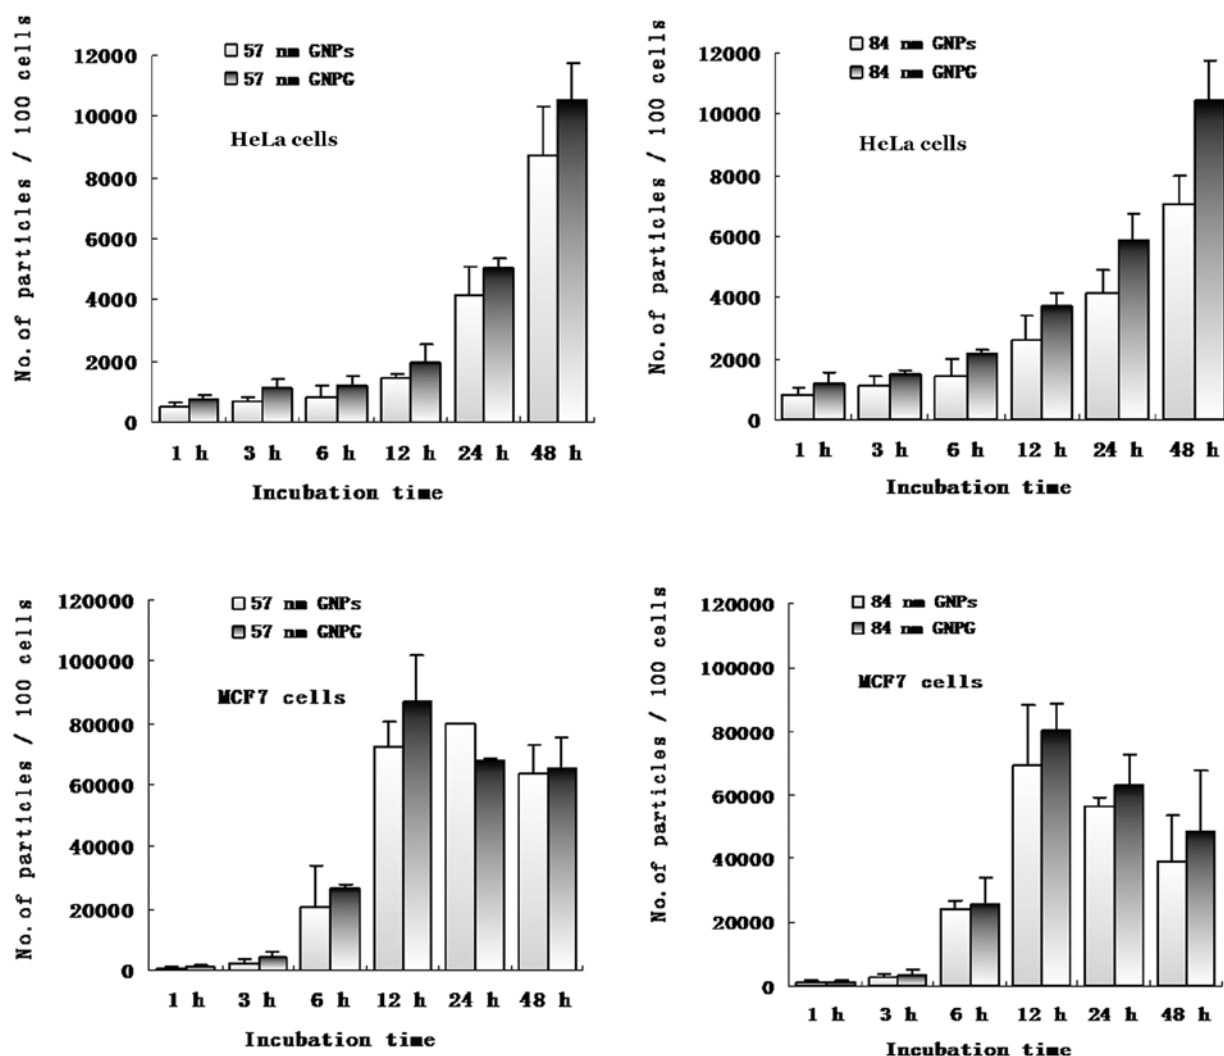 No. of particles / 100 cells
12000
10000
8000
6000
4000
2000
0
57 nm GNPs
57 nm GNPG
HeLa cells
1 h 3 h 6 h 12 h 24 h 48 h
Incubation time
No. of particles / 100 cells
12000
10000
8000
6000
4000
2000
0
84 nm GNPs
84 nm GNPG
HeLa cells
1 h 3 h 6 h 12 h 24 h 48 h
Incubation time
No. of particles / 100 cells
120000
100000
80000
60000
40000
20000
0
57 nm GNPs
57 nm GNPG
MCF7 cells
1 h 3 h 6 h 12 h 24 h 48 h
Incubation time
No. of particles / 100 cells
120000
100000
80000
60000
40000
20000
0
84 nm GNPs
84 nm GNPG
MCF7 cells
1 h 3 h 6 h 12 h 24 h 48 h
Incubation time